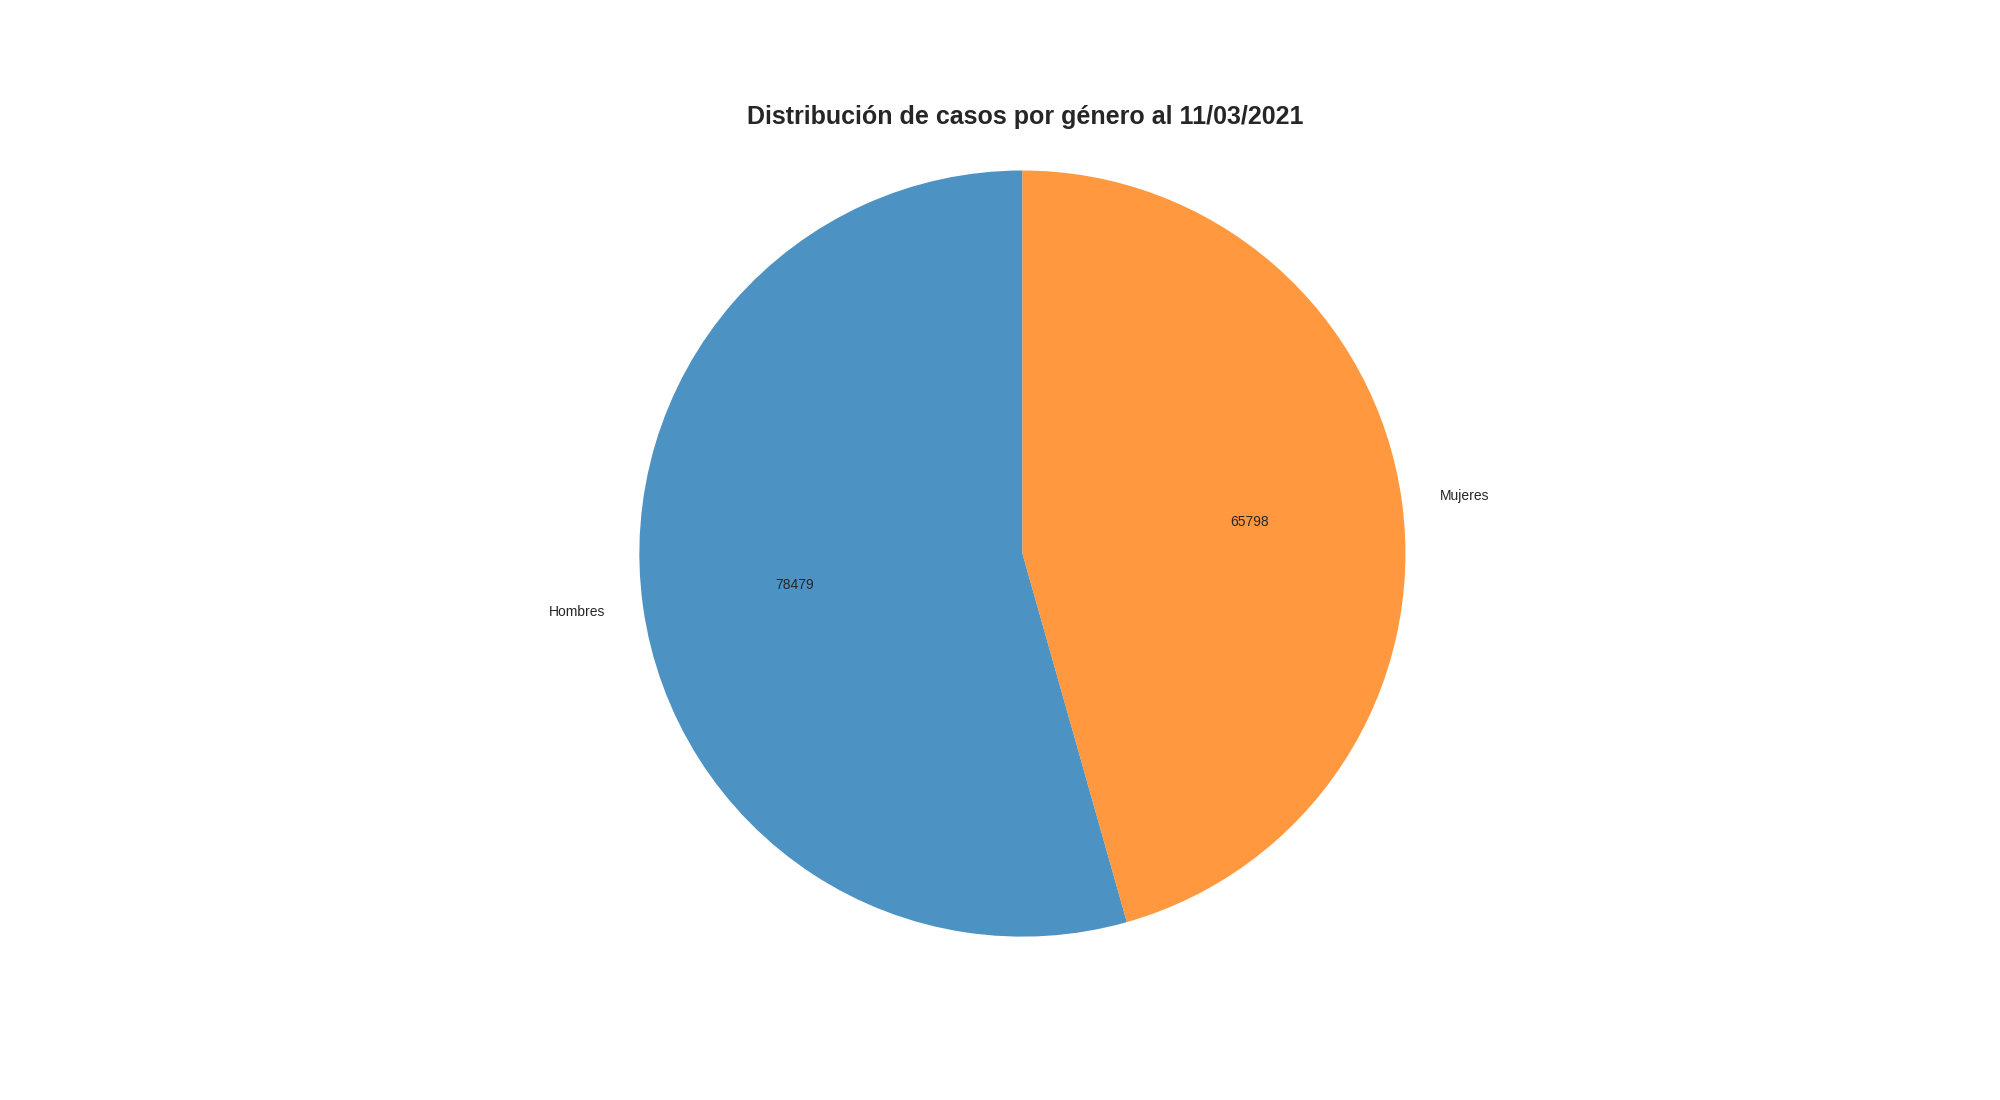 Distribución de casos por género al 11/03/2021
Mujeres
65798
78479
Hombres